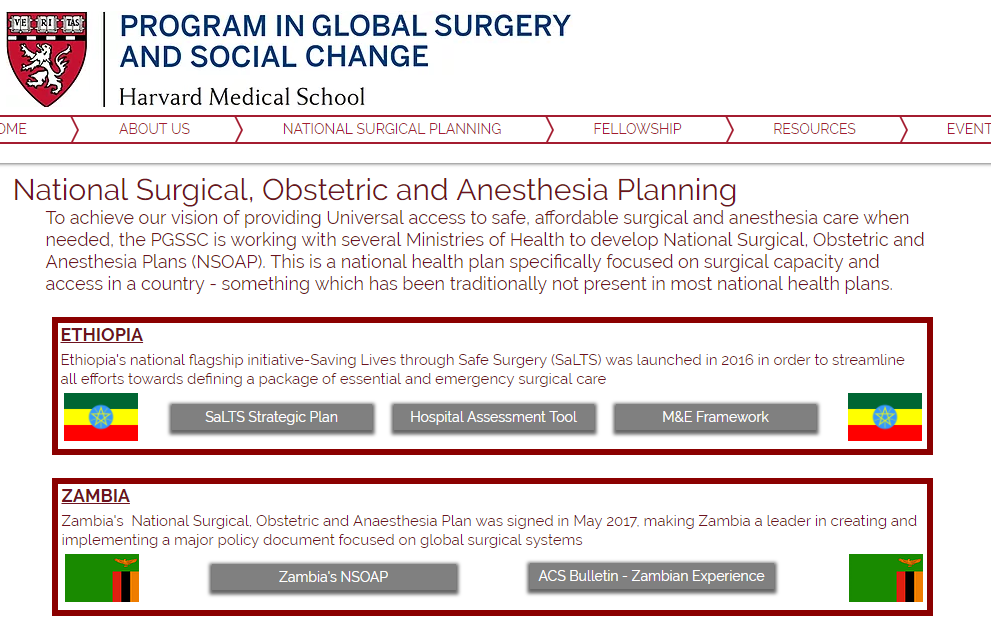 VE RI TAS
PROGRAM IN GLOBAL SURGERY
AND SOCIAL CHANGE
Harvard Medical School
OME ABOUT US NATIONAL SURGICAL PLANNING FELLOWSHIP RESOURCES EVENT
National Surgical, Obstetric and Anesthesia Planning
To achieve our vision of providing Universal access to safe, affordable surgical and anesthesia care when
needed, the PGSSC is working with several Ministries of Health to develop National Surgical, Obstetric and
Anesthesia Plans (NSOAP). This is a national health plan specifically focused on surgical capacity and
access in a country - something which has been traditionally not present in most national health plans.
ETHIOPIA
Ethiopia's national flagship initiative-Saving Lives through Safe Surgery (SaLTS) was launched in 2016 in order to streamline
all efforts towards defining a package of essential and emergency surgical care
SaLTS Strategic Plan Hospital Assessment Tool M&E Framework
ZAMBIA
Zambia's National Surgical, Obstetric and Anaesthesia Plan was signed in May 2017, making Zambia a leader in creating and
implementing a major policy document focused on global surgical systems
Zambia's NSOAP ACS Bulletin - Zambian Experience